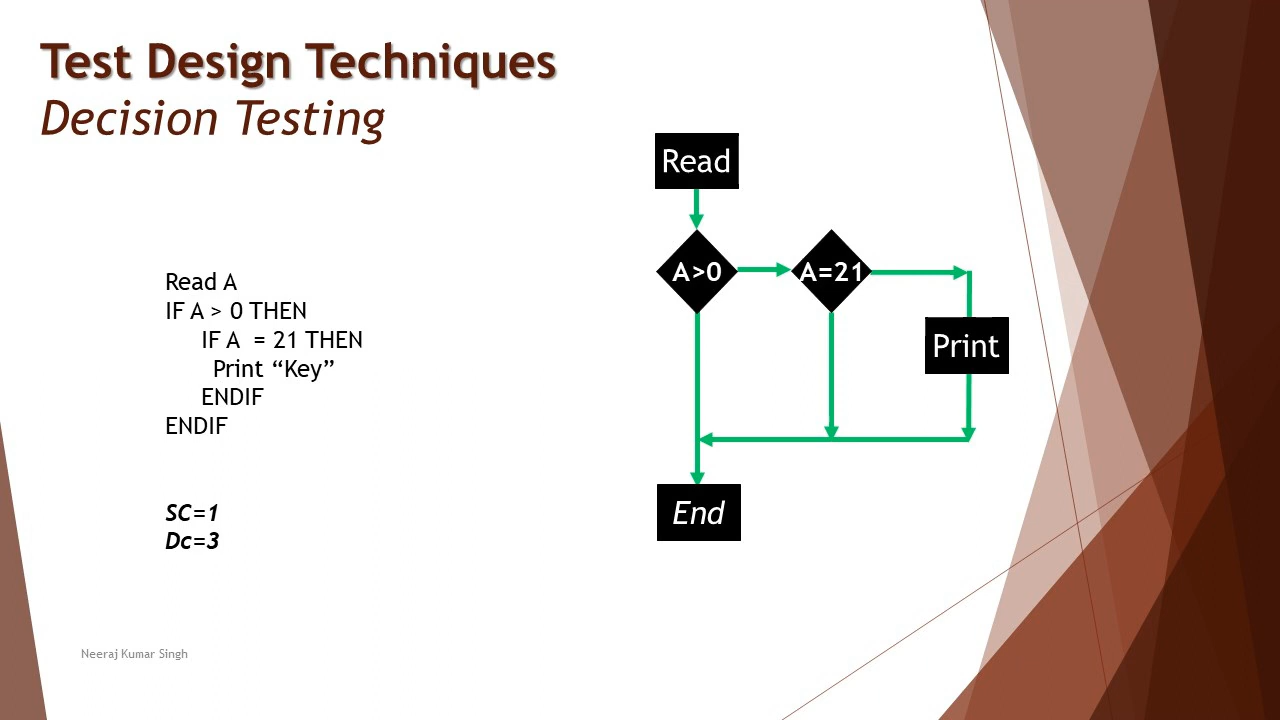 Test Design Techniques
Decision Testing
Read A
IF A > 0 THEN
IF A  = 21 THEN
Print “Key”
ENDIF
ENDIF
SC=1
Dc=3
Read
A>0
A=21
Print
End
Neeraj Kumar Singh